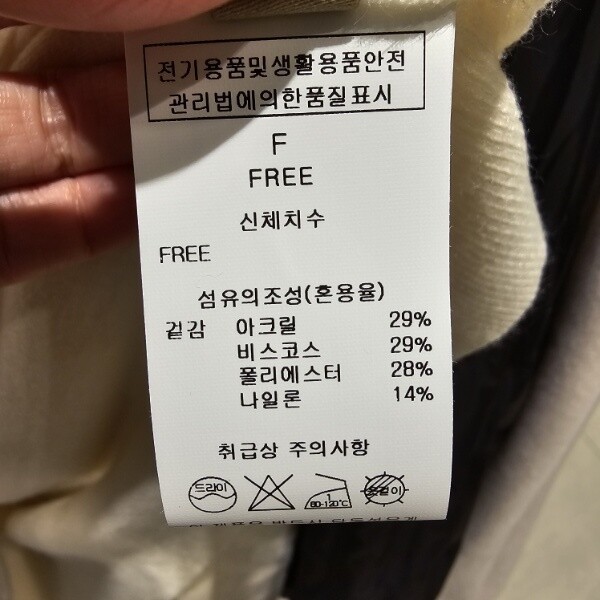 전기용품및생활용품안전
관리법에의한품질표시
F
FREE
신체치수
FREE
섬유의조성(혼용율)
겉감 아크릴 29%
비스코스 29%
폴리에스터 28%
나일론 14%
취급상 주의사항
드라이
1
80-120℃
옷걸이